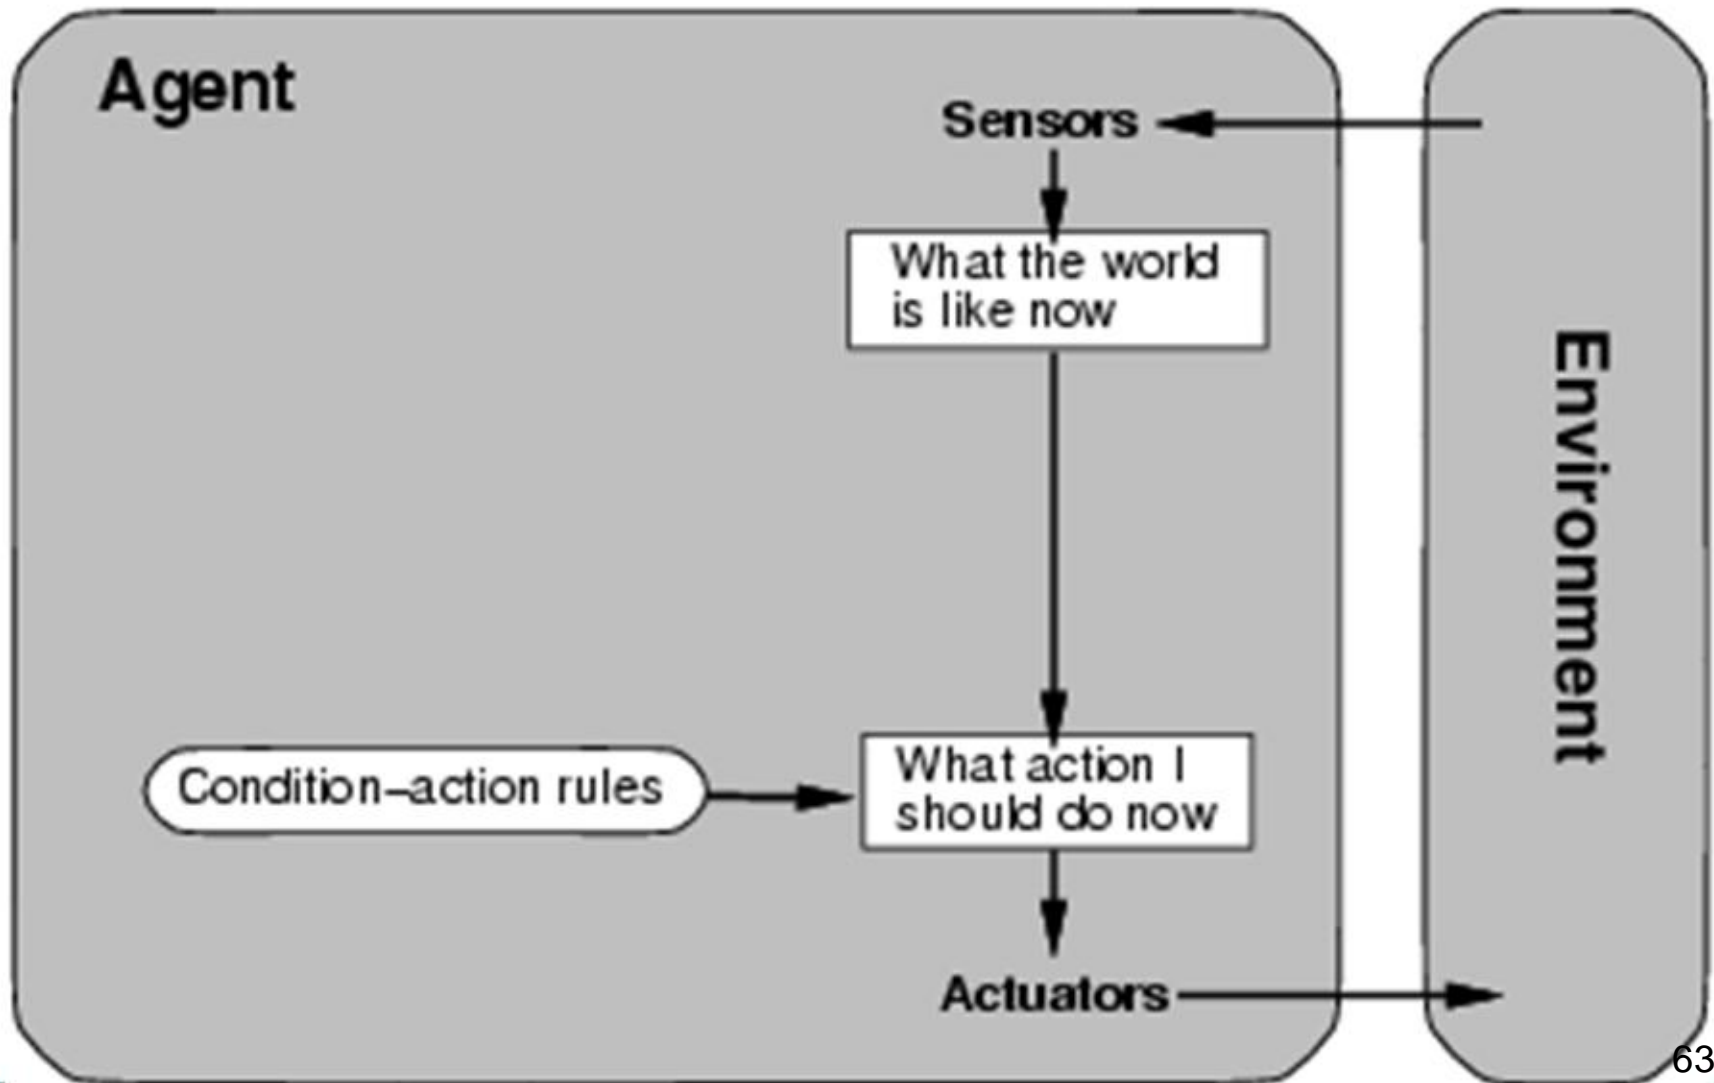 Agent
Sensors
What the world
is like now
Environment
Condition–action rules
What action I
should do now
Actuators
63